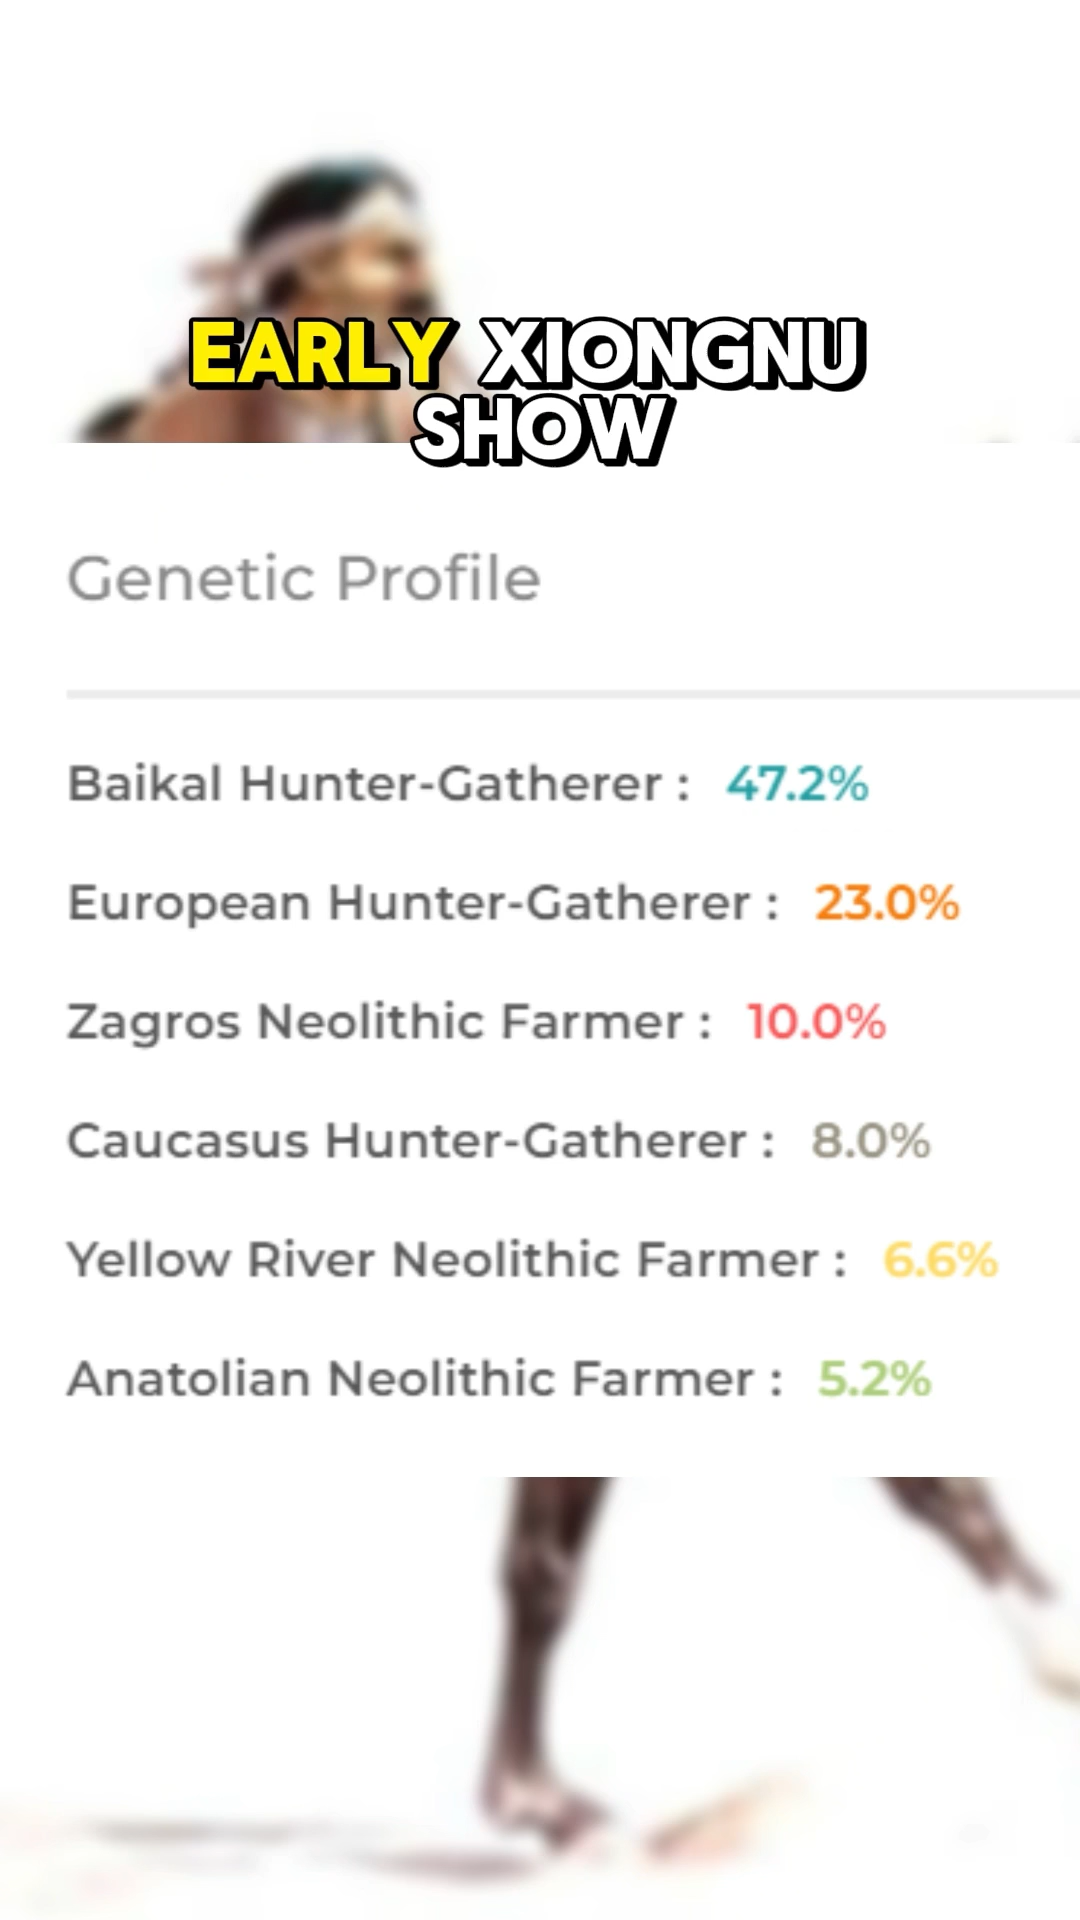 EARLY XIONGNU
SHOW
Genetic Profile
Baikal Hunter-Gatherer : 47.2%
European Hunter-Gatherer : 23.0%
Zagros Neolithic Farmer : 10.0%
Caucasus Hunter-Gatherer : 8.0%
Yellow River Neolithic Farmer : 6.6%
Anatolian Neolithic Farmer : 5.2%